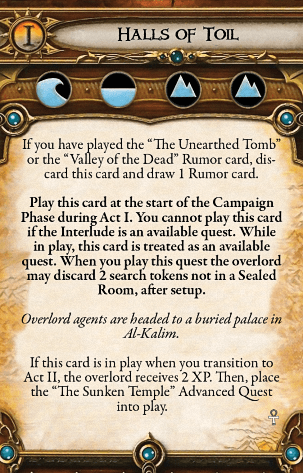 I
Halls of Toil
If you have played the “The Unearthed Tomb”
or the “Valley of the Dead” Rumor card, dis-
card this card and draw 1 Rumor card.
Play this card at the start of the Campaign
Phase during Act I. You cannot play this card
if the Interlude is an available quest. While
in play, this card is treated as an available
quest. When you play this quest the overlord
may discard 2 search tokens not in a Sealed
Room, after setup.
Overlord agents are headed to a buried palace in
Al-Kalim.
If this card is in play when you transition to
Act II, the overlord receives 2 XP. Then, place
the “The Sunken Temple” Advanced Quest
into play.